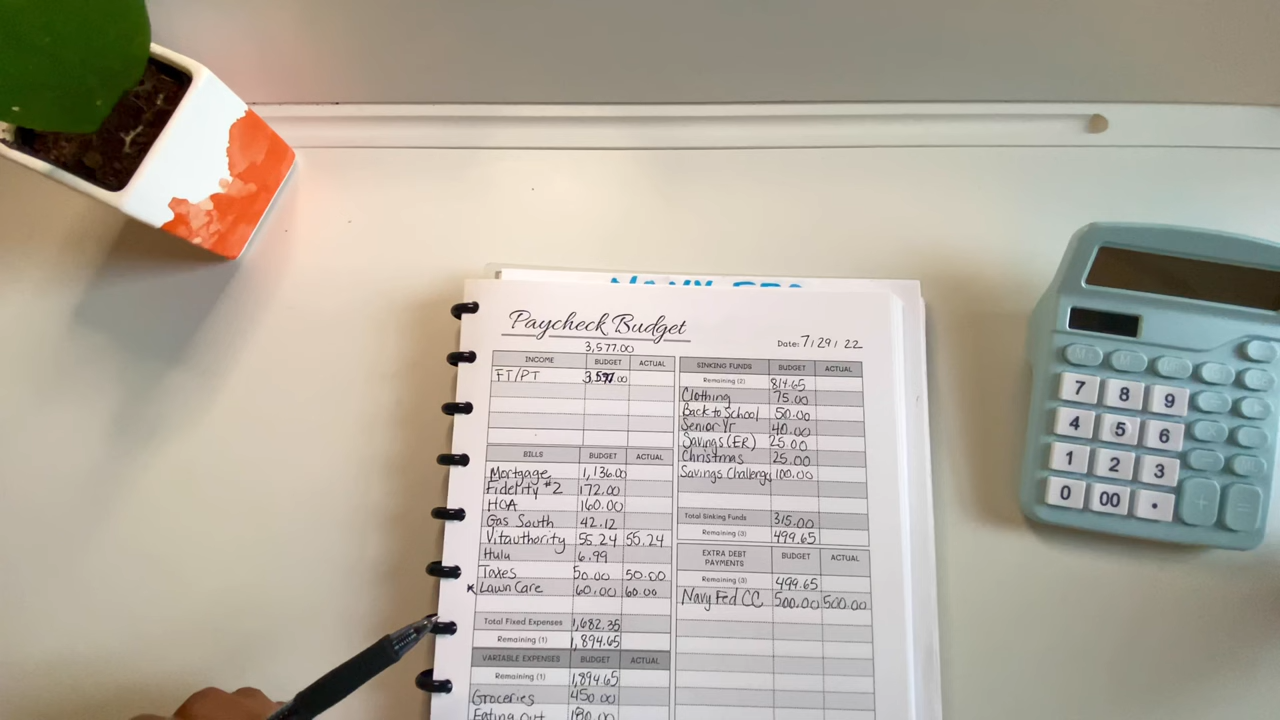 Paycheck Budget
3,577.00
Date: 7/29/22
INCOME BUDGET ACTUAL
FT/PT 3,597.00
BILLS BUDGET ACTUAL
Mortgage 1,136.00
Fidelity #2 172.00
HOA 160.00
Gas South 42.12
Vitauthority 55.24 55.24
Hulu 6.99
Taxes 50.00 50.00
Lawn Care 60.00 60.00
Total Fixed Expenses 1,682.35
Remaining (1) 1,894.65
VARIABLE EXPENSES BUDGET ACTUAL
Remaining (1) 1,894.65
Groceries 450.00
Eating out 180.00
SINKING FUNDS BUDGET ACTUAL
Remaining (2) 814.65
Clothing 75.00
Back to School 50.00
Senior Yr 40.00
Savings (ER) 25.00
Christmas 25.00
Savings Challenge 100.00
Total Sinking Funds 315.00
Remaining (3) 499.65
EXTRA DEBT
PAYMENTS BUDGET ACTUAL
Remaining (3) 499.65
Navy Fed CC 500.00 500.00
7 8 9
4 5 6
1 2 3
0 00 .